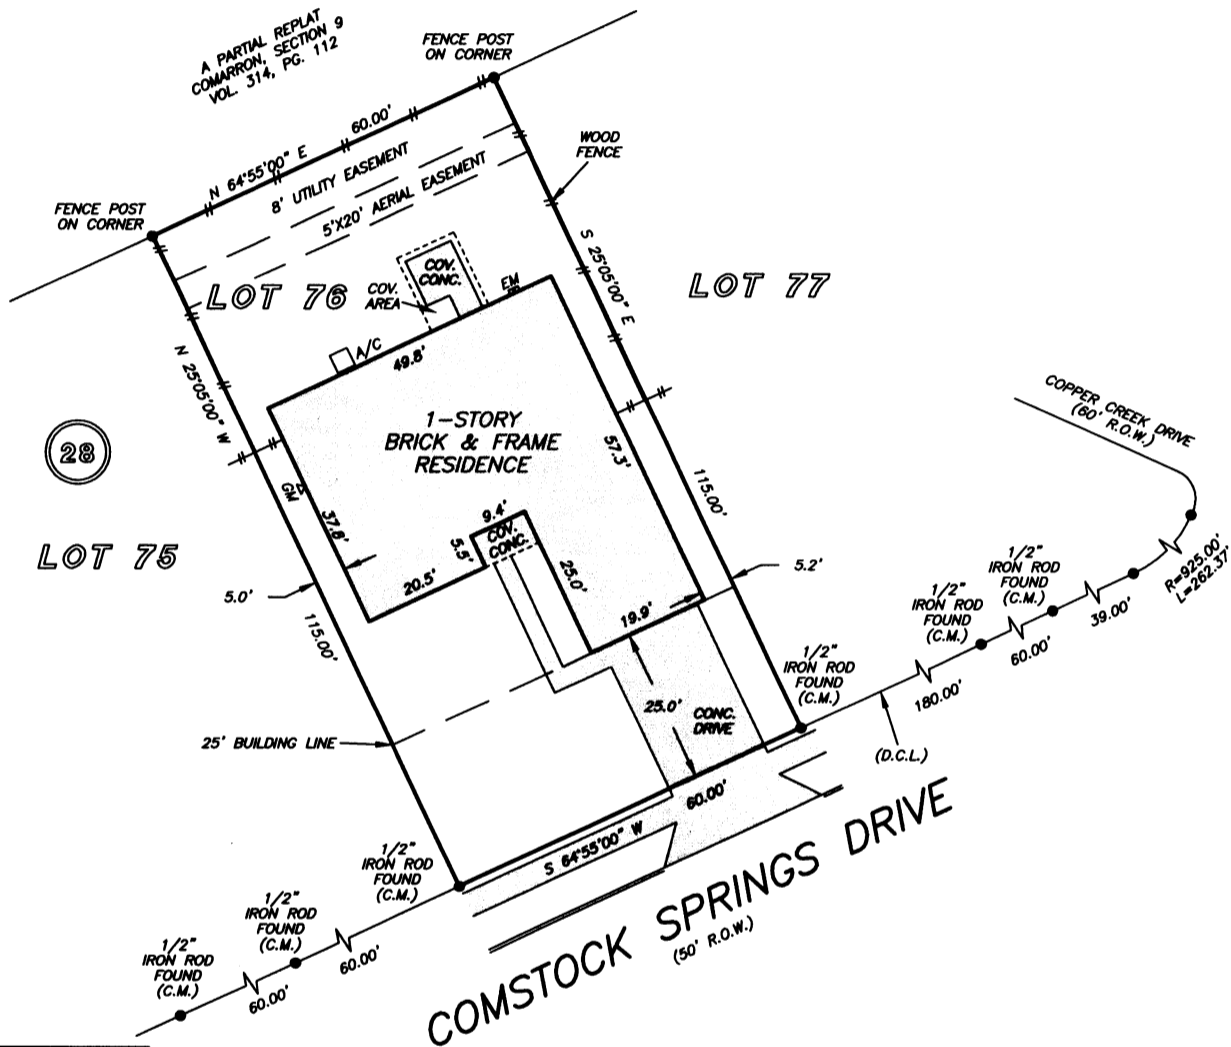 A PARTIAL REPLAT
COMARRON, SECTION 9
VOL. 314, PG. 112
FENCE POST
ON CORNER
60.00'
N 64°55'00" E
WOOD
FENCE
8' UTILITY EASEMENT
5'X20' AERIAL EASEMENT
FENCE POST
ON CORNER
S 25°05'00" E
LOT 76
COV.
CONC.
COV.
AREA
EM
LOT 77
A/C
49.8'
N 25°05'00" W
COPPER CREEK DRIVE
(60' R.O.W.)
1-STORY
BRICK & FRAME
RESIDENCE
28
57.3'
GM
115.00'
37.8'
9.4'
COV.
CONC.
5.5'
LOT 75
25.0'
5.2'
20.5'
5.0'
115.00'
19.9'
1/2"
IRON ROD
FOUND
(C.M.)
1/2"
IRON ROD
FOUND
(C.M.)
R=925.00'
L=262.37'
39.00'
60.00'
1/2"
IRON ROD
FOUND
(C.M.)
180.00'
25.0'
CONC.
DRIVE
25' BUILDING LINE
(D.C.L.)
60.00'
S 64°55'00" W
1/2"
IRON ROD
FOUND
(C.M.)
1/2"
IRON ROD
FOUND
(C.M.)
1/2"
IRON ROD
FOUND
(C.M.)
60.00'
60.00'
COMSTOCK SPRINGS DRIVE
(50' R.O.W.)